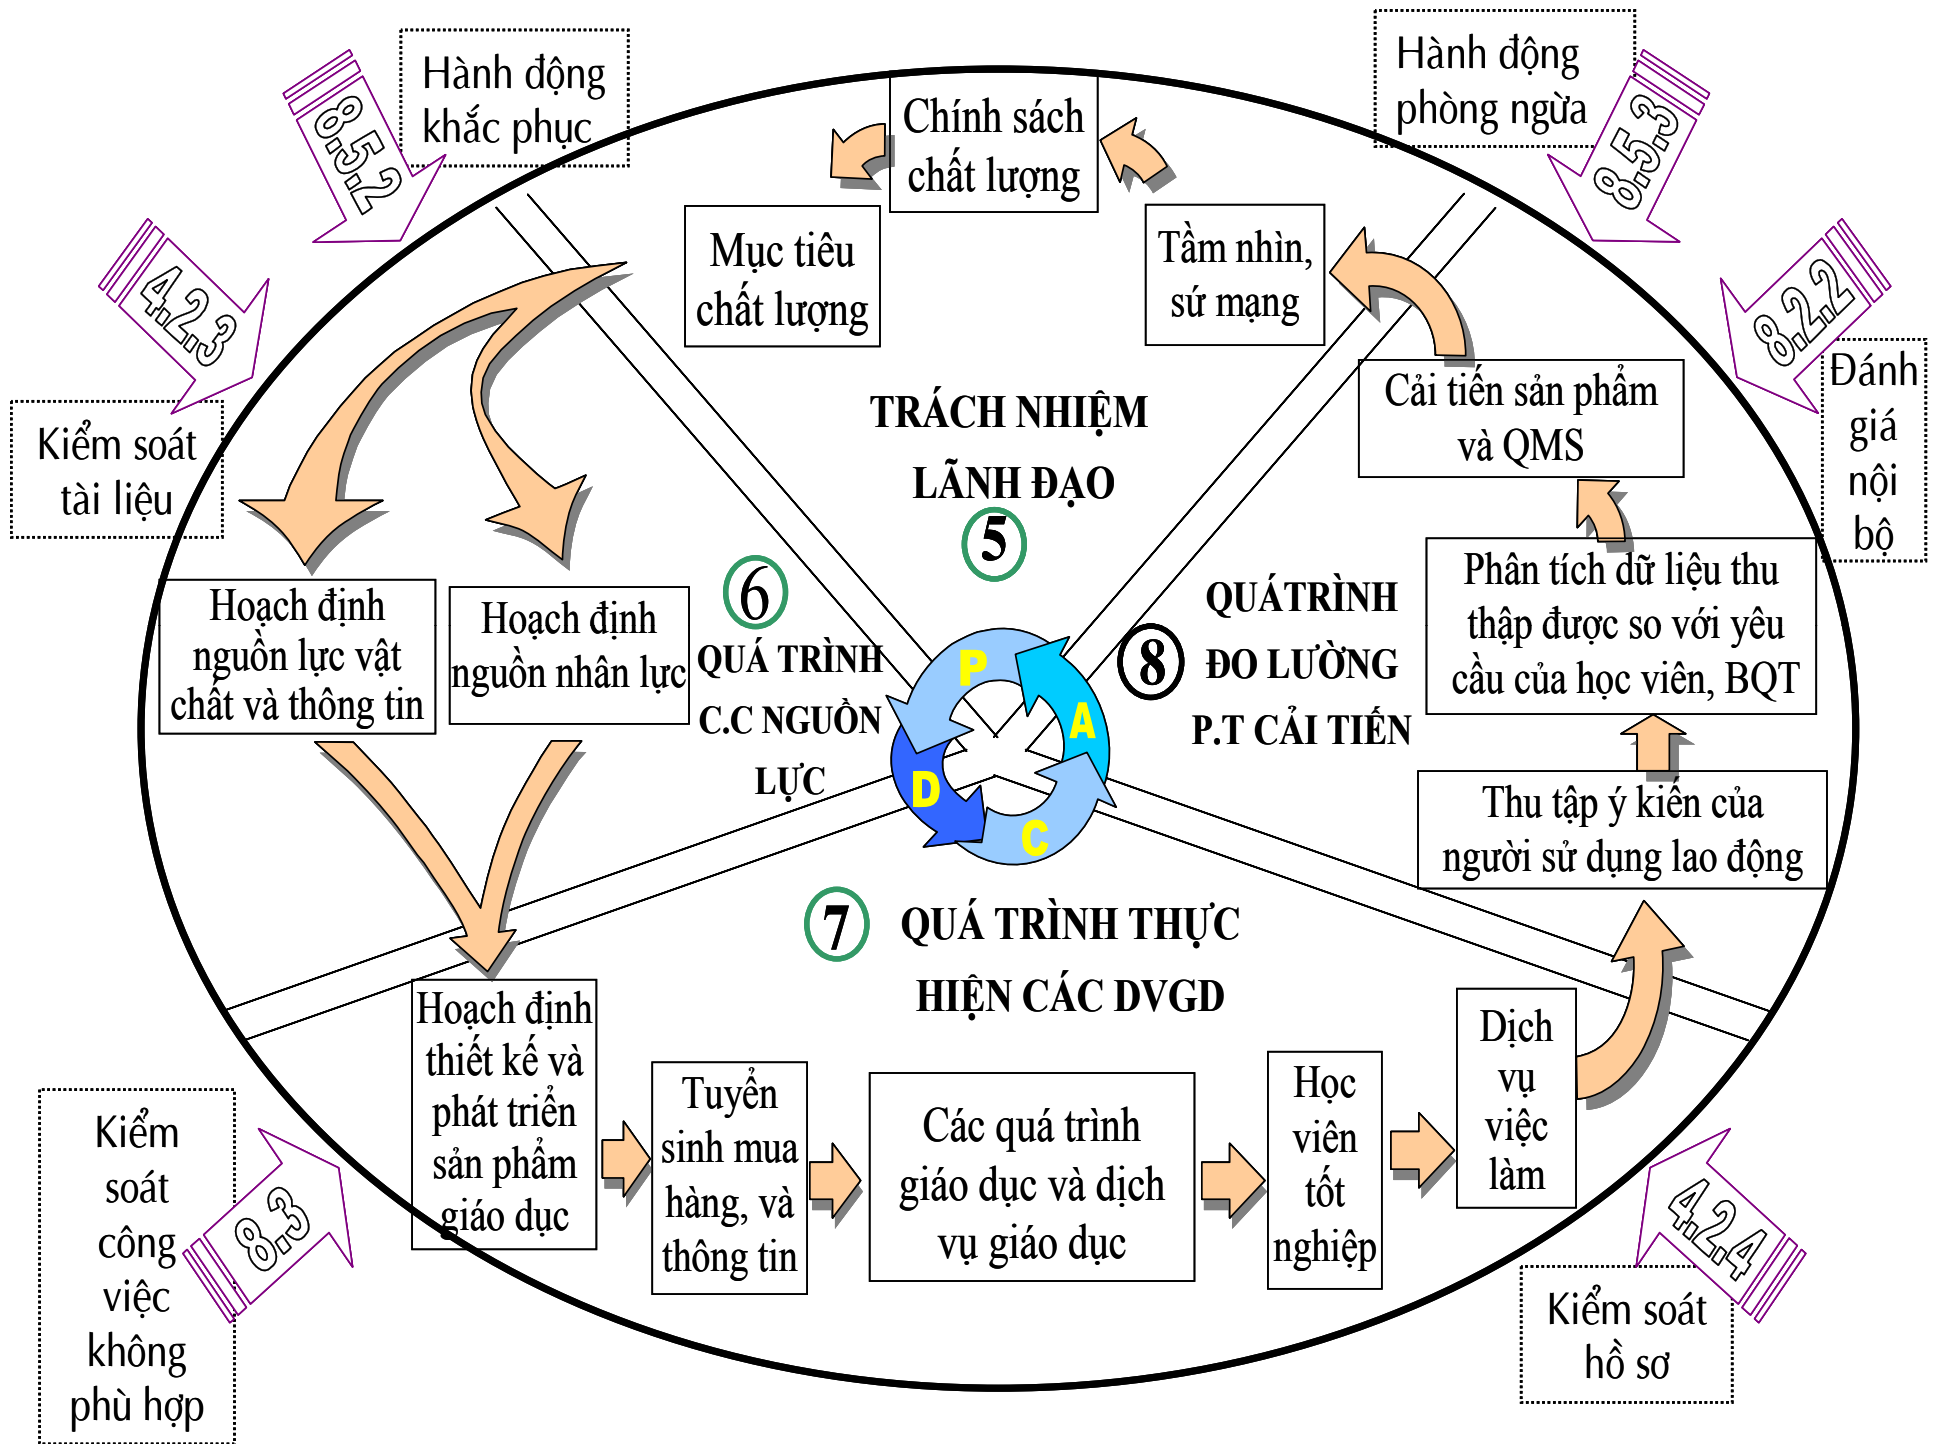 Hành động
khắc phục
8.5.2
Hành động
phòng ngừa
8.5.3
4.2.3
Kiểm soát
tài liệu
8.2.2
Đánh
giá
nội
bộ
Chính sách
chất lượng
Mục tiêu
chất lượng
Tầm nhìn,
sứ mạng
Cải tiến sản phẩm
và QMS
TRÁCH NHIỆM
LÃNH ĐẠO
5
Hoạch định
nguồn lực vật
chất và thông tin
Hoạch định
nguồn nhân lực
6
QUÁ TRÌNH
C.C NGUỒN
LỰC
8
QUÁTRÌNH
ĐO LƯỜNG
P.T CẢI TIẾN
Phân tích dữ liệu thu
thập được so với yêu
cầu của học viên, BQT
Thu tập ý kiến của
người sử dụng lao động
P
A
D
C
7
QUÁ TRÌNH THỰC
HIỆN CÁC DVGD
Hoạch định
thiết kế và
phát triển
sản phẩm
giáo dục
Tuyển
sinh mua
hàng, và
thông tin
Các quá trình
giáo dục và dịch
vụ giáo dục
Học
viên
tốt
nghiệp
Dịch
vụ
việc
làm
Kiểm
soát
công
việc
không
phù hợp
8.3
4.2.4
Kiểm soát
hồ sơ